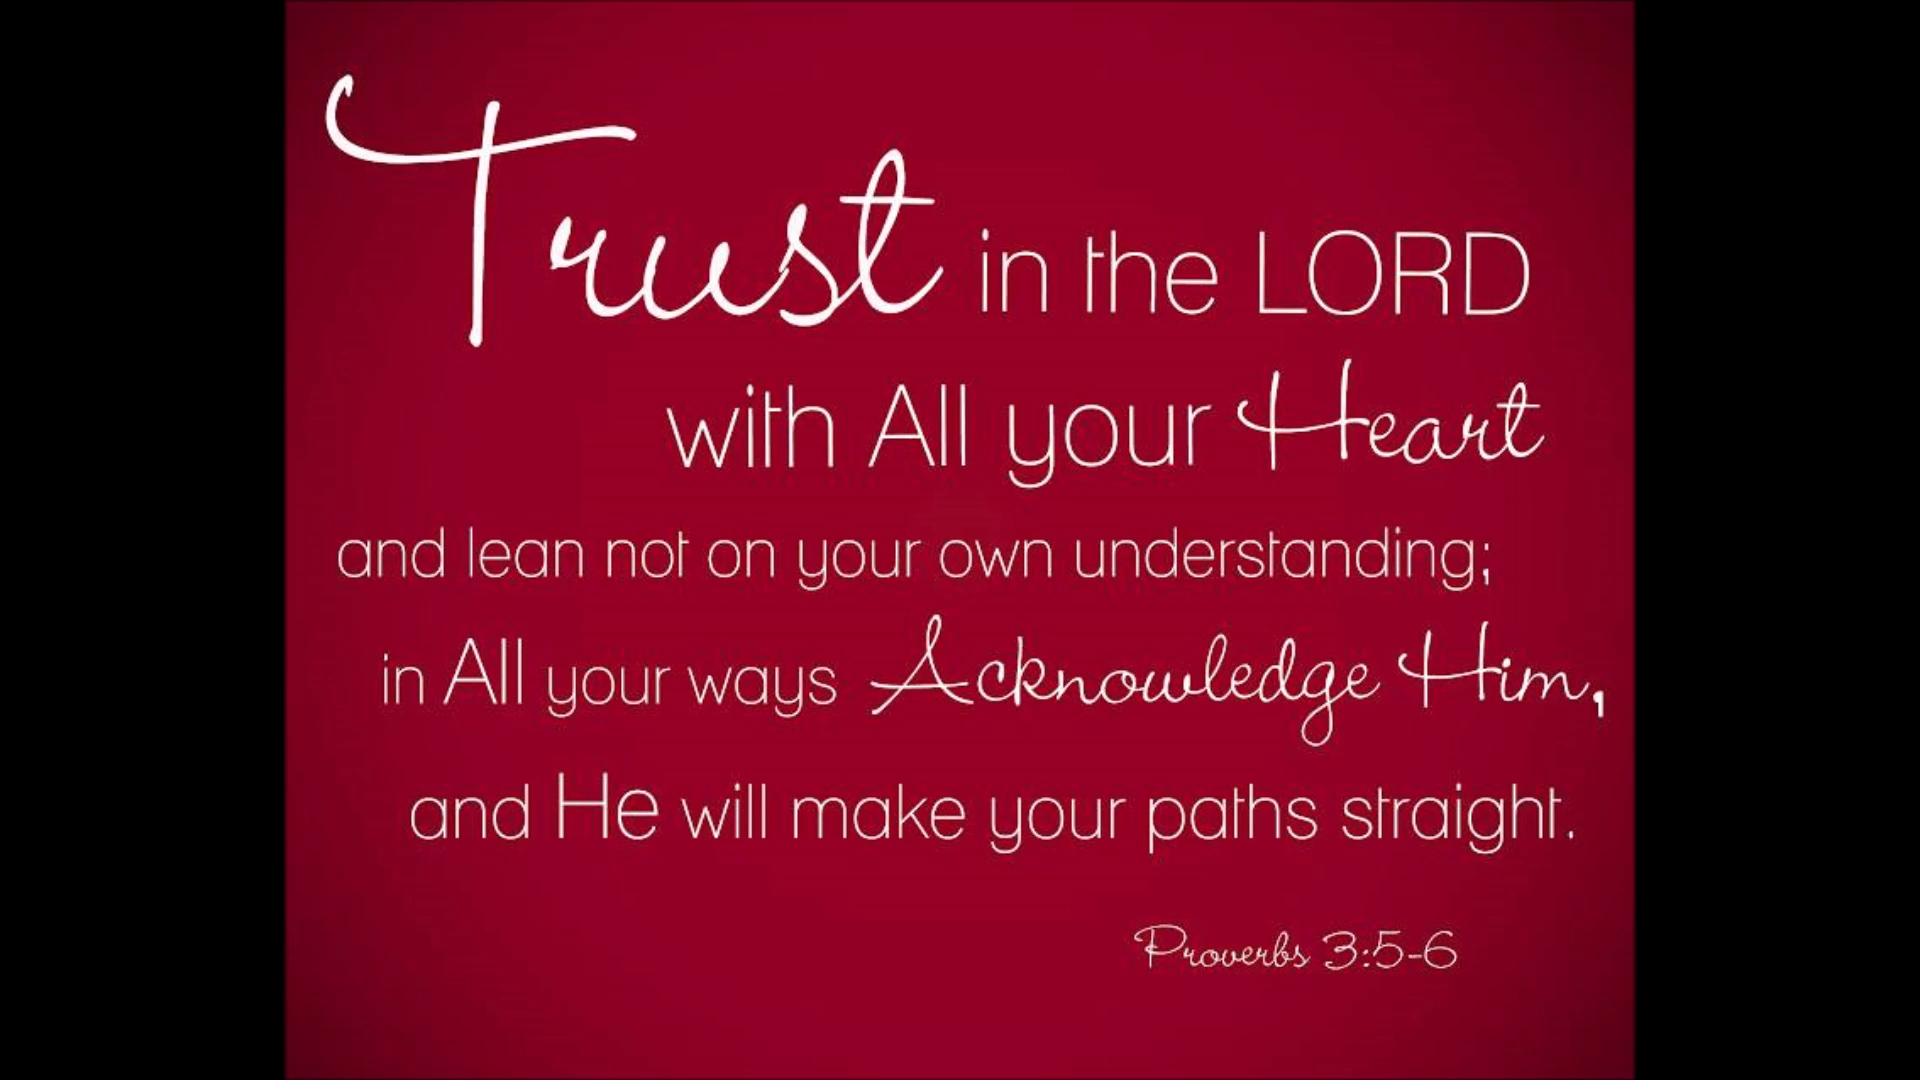 Trust in the LORD
with All your Heart
and lean not on your own understanding;
in All your ways Acknowledge Him,
and He will make your paths straight.
Proverbs 3:5-6